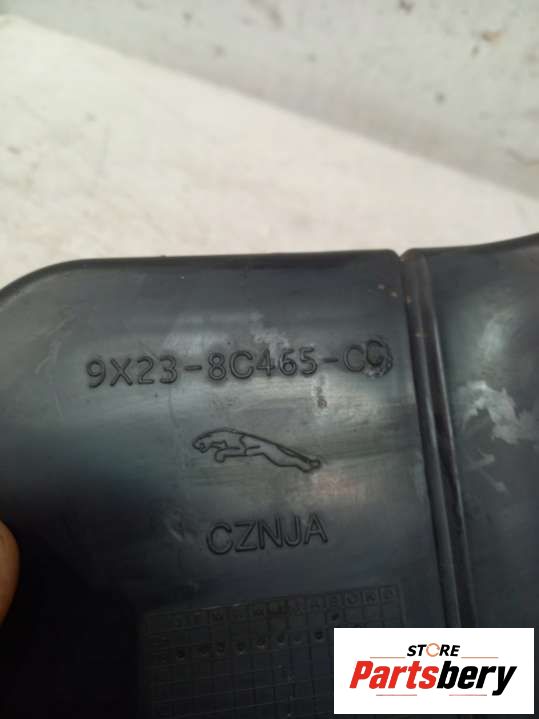 9X23-8C465-CC
CZNJA
STORE
Partsbery